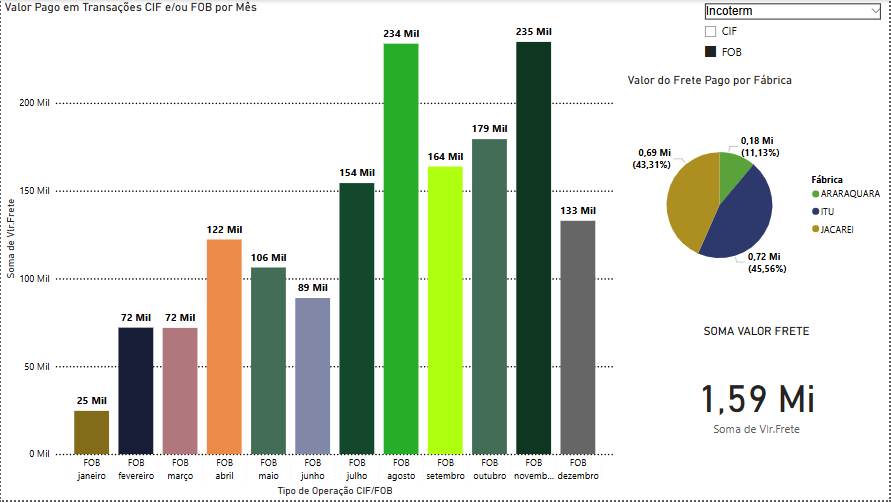 Valor Pago em Transações CIF e/ou FOB por Mês
Soma de Vlr.Frete
200 Mil
150 Mil
100 Mil
50 Mil
0 Mil
25 Mil
72 Mil
72 Mil
122 Mil
106 Mil
89 Mil
154 Mil
234 Mil
164 Mil
179 Mil
235 Mil
133 Mil
FOB janeiro
FOB fevereiro
FOB março
FOB abril
FOB maio
FOB junho
FOB julho
FOB agosto
FOB setembro
FOB outubro
FOB novemb...
FOB dezembro
Tipo de Operação CIF/FOB
Incoterm
CIF
FOB
Valor do Frete Pago por Fábrica
0,18 Mi
(11,13%)
0,69 Mi
(43,31%)
0,72 Mi
(45,56%)
Fábrica
ARARAQUARA
ITU
JACAREI
SOMA VALOR FRETE
1,59 Mi
Soma de Vlr.Frete